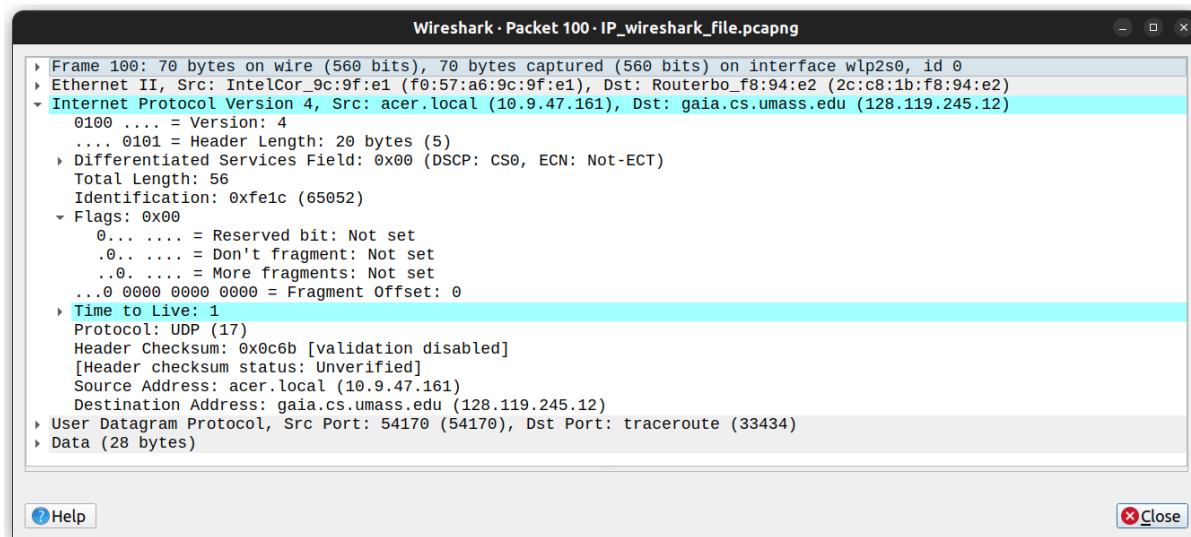 Wireshark · Packet 100 · IP_wireshark_file.pcapng
Frame 100: 70 bytes on wire (560 bits), 70 bytes captured (560 bits) on interface wlp2s0, id 0
Ethernet II, Src: IntelCor_9c:9f:e1 (f0:57:a6:9c:9f:e1), Dst: Routerbo_f8:94:e2 (2c:c8:1b:f8:94:e2)
Internet Protocol Version 4, Src: acer.local (10.9.47.161), Dst: gaia.cs.umass.edu (128.119.245.12)
0100 .... = Version: 4
.... 0101 = Header Length: 20 bytes (5)
Differentiated Services Field: 0x00 (DSCP: CS0, ECN: Not-ECT)
Total Length: 56
Identification: 0xfe1c (65052)
Flags: 0x00
0... .... = Reserved bit: Not set
.0.. .... = Don't fragment: Not set
..0. .... = More fragments: Not set
...0 0000 0000 0000 = Fragment Offset: 0
Time to Live: 1
Protocol: UDP (17)
Header Checksum: 0x0c6b [validation disabled]
[Header checksum status: Unverified]
Source Address: acer.local (10.9.47.161)
Destination Address: gaia.cs.umass.edu (128.119.245.12)
User Datagram Protocol, Src Port: 54170 (54170), Dst Port: traceroute (33434)
Data (28 bytes)
Help
Close